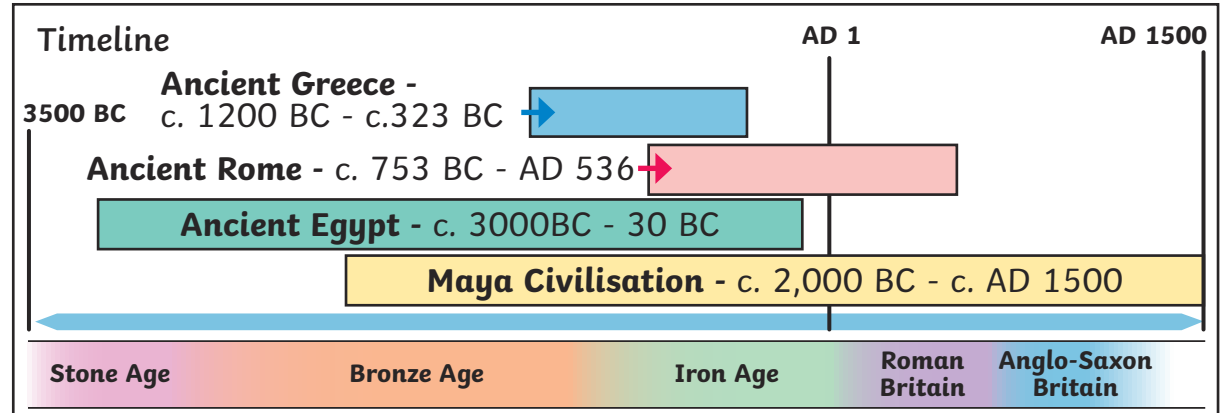 Timeline
AD 1
AD 1500
3500 BC
Ancient Greece -
c. 1200 BC - c.323 BC
Ancient Rome - c. 753 BC - AD 536
Ancient Egypt - c. 3000BC - 30 BC
Maya Civilisation - c. 2,000 BC - c. AD 1500
Stone Age
Bronze Age
Iron Age
Roman
Britain
Anglo-Saxon
Britain